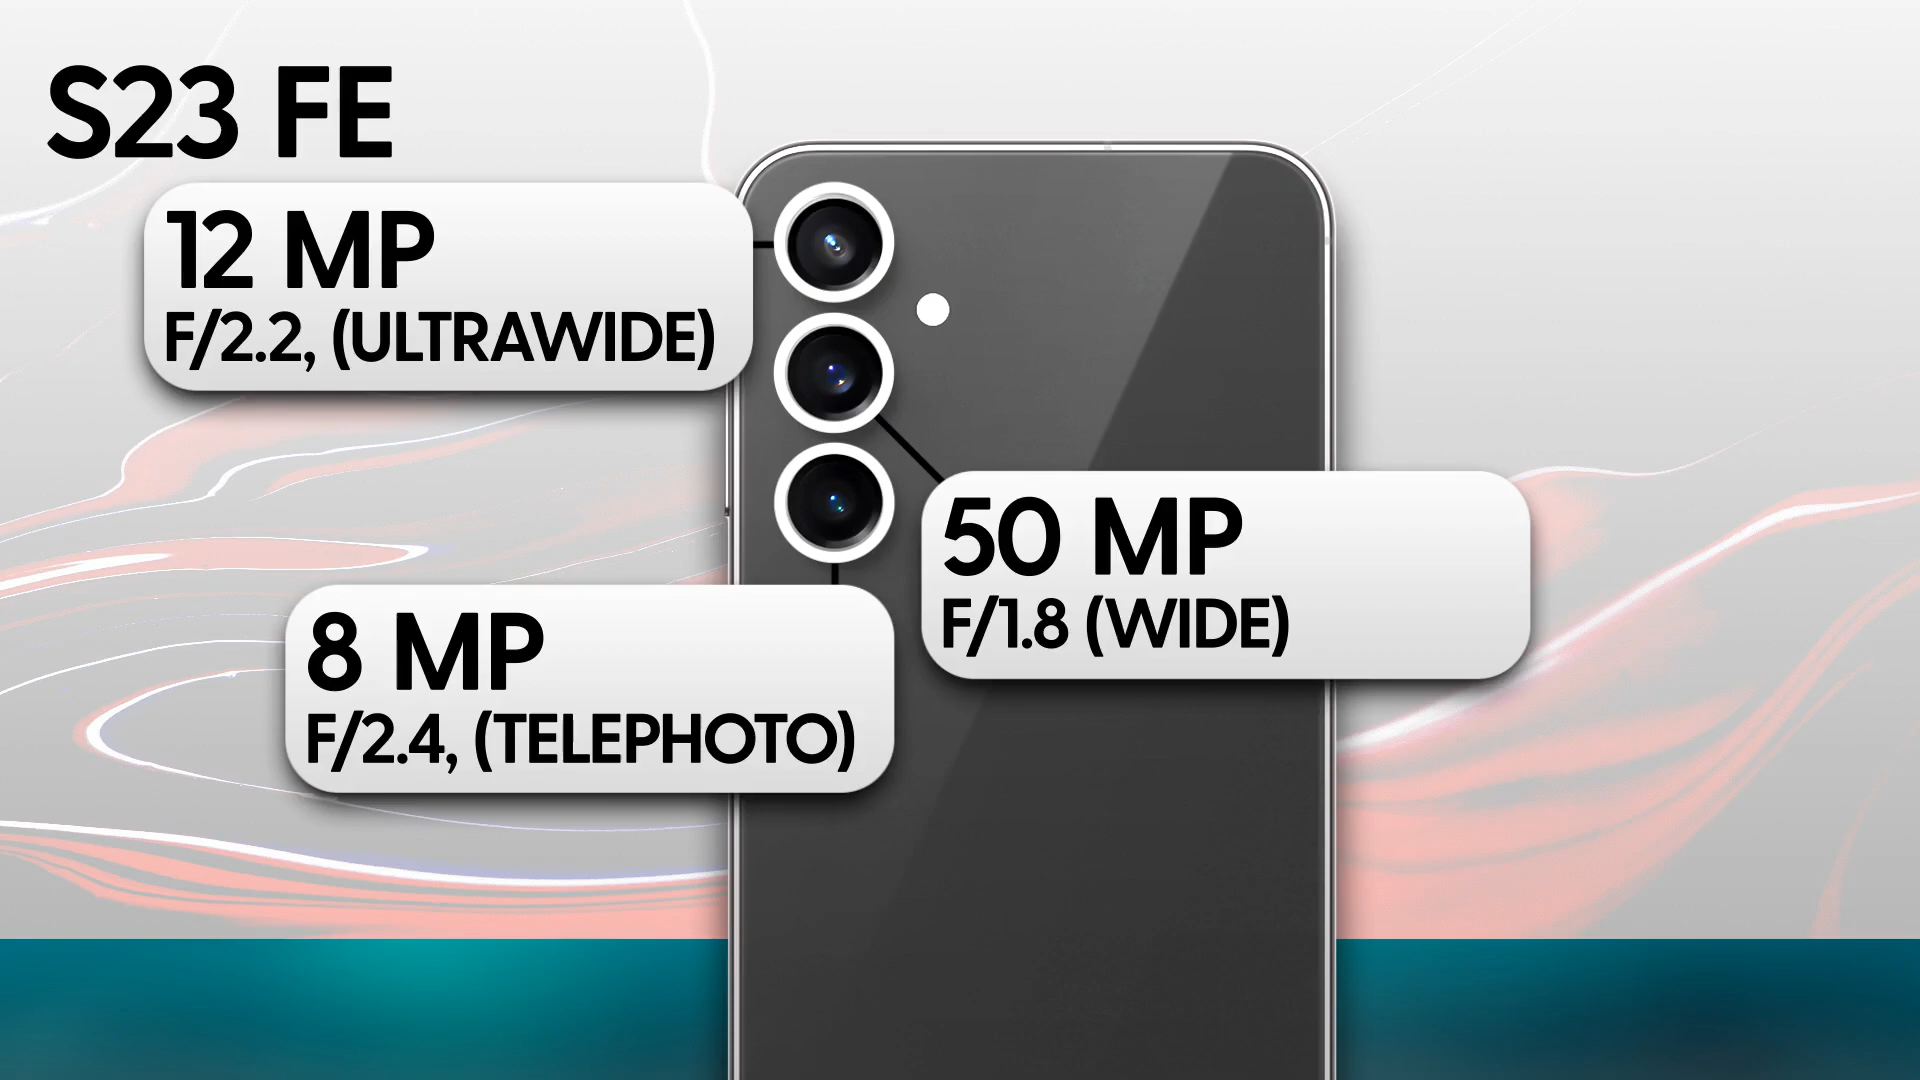 S23 FE
12 MP
F/2.2, (ULTRAWIDE)
50 MP
F/1.8 (WIDE)
8 MP
F/2.4, (TELEPHOTO)